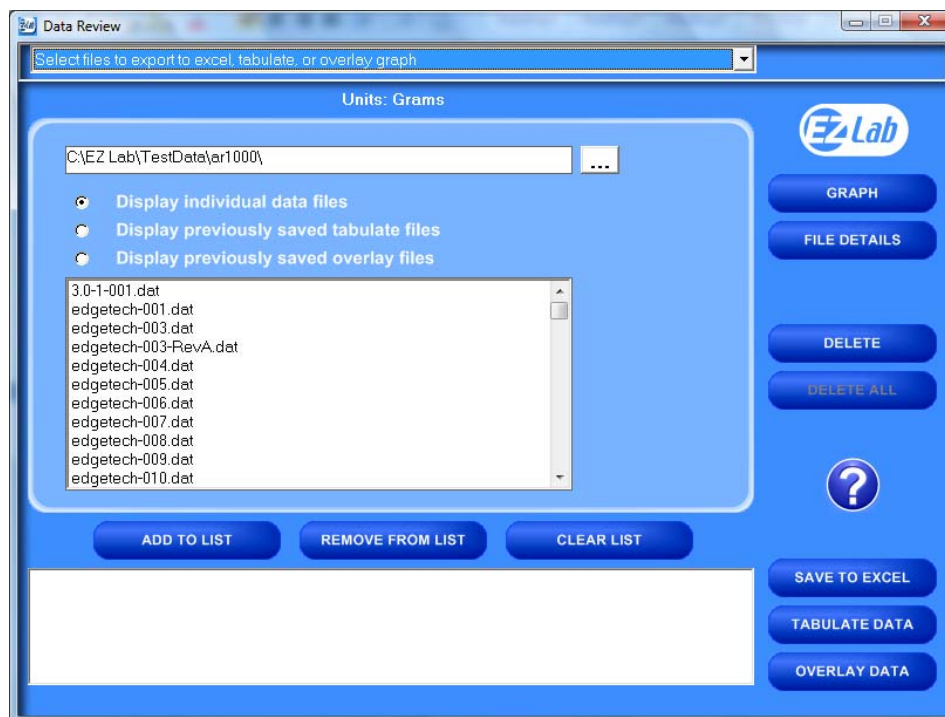 Data Review
Select files to export to excel, tabulate, or overlay graph
Units: Grams
EZ Lab
C:\EZ Lab\TestData\ar1000\
...
GRAPH
Display individual data files
FILE DETAILS
Display previously saved tabulate files
Display previously saved overlay files
3.0-1-001.dat
edgetech-001.dat
edgetech-003.dat
edgetech-003-RevA.dat
DELETE
edgetech-004.dat
edgetech-005.dat
edgetech-006.dat
DELETE ALL
edgetech-007.dat
edgetech-008.dat
edgetech-009.dat
edgetech-010.dat
?
ADD TO LIST
REMOVE FROM LIST
CLEAR LIST
SAVE TO EXCEL
TABULATE DATA
OVERLAY DATA